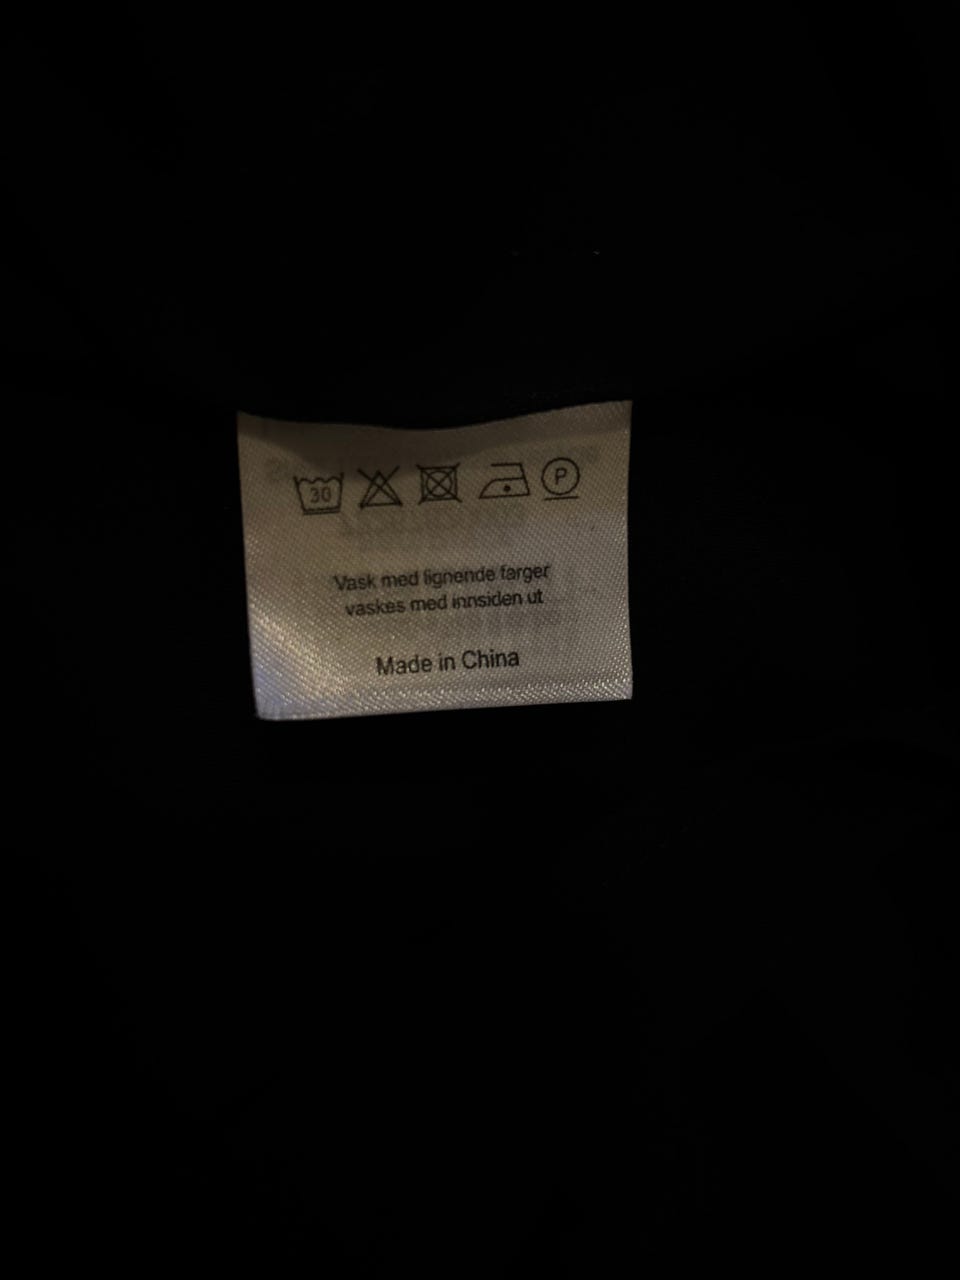 30 P
Vask med lignende farger
vaskes med innsiden ut
Made in China